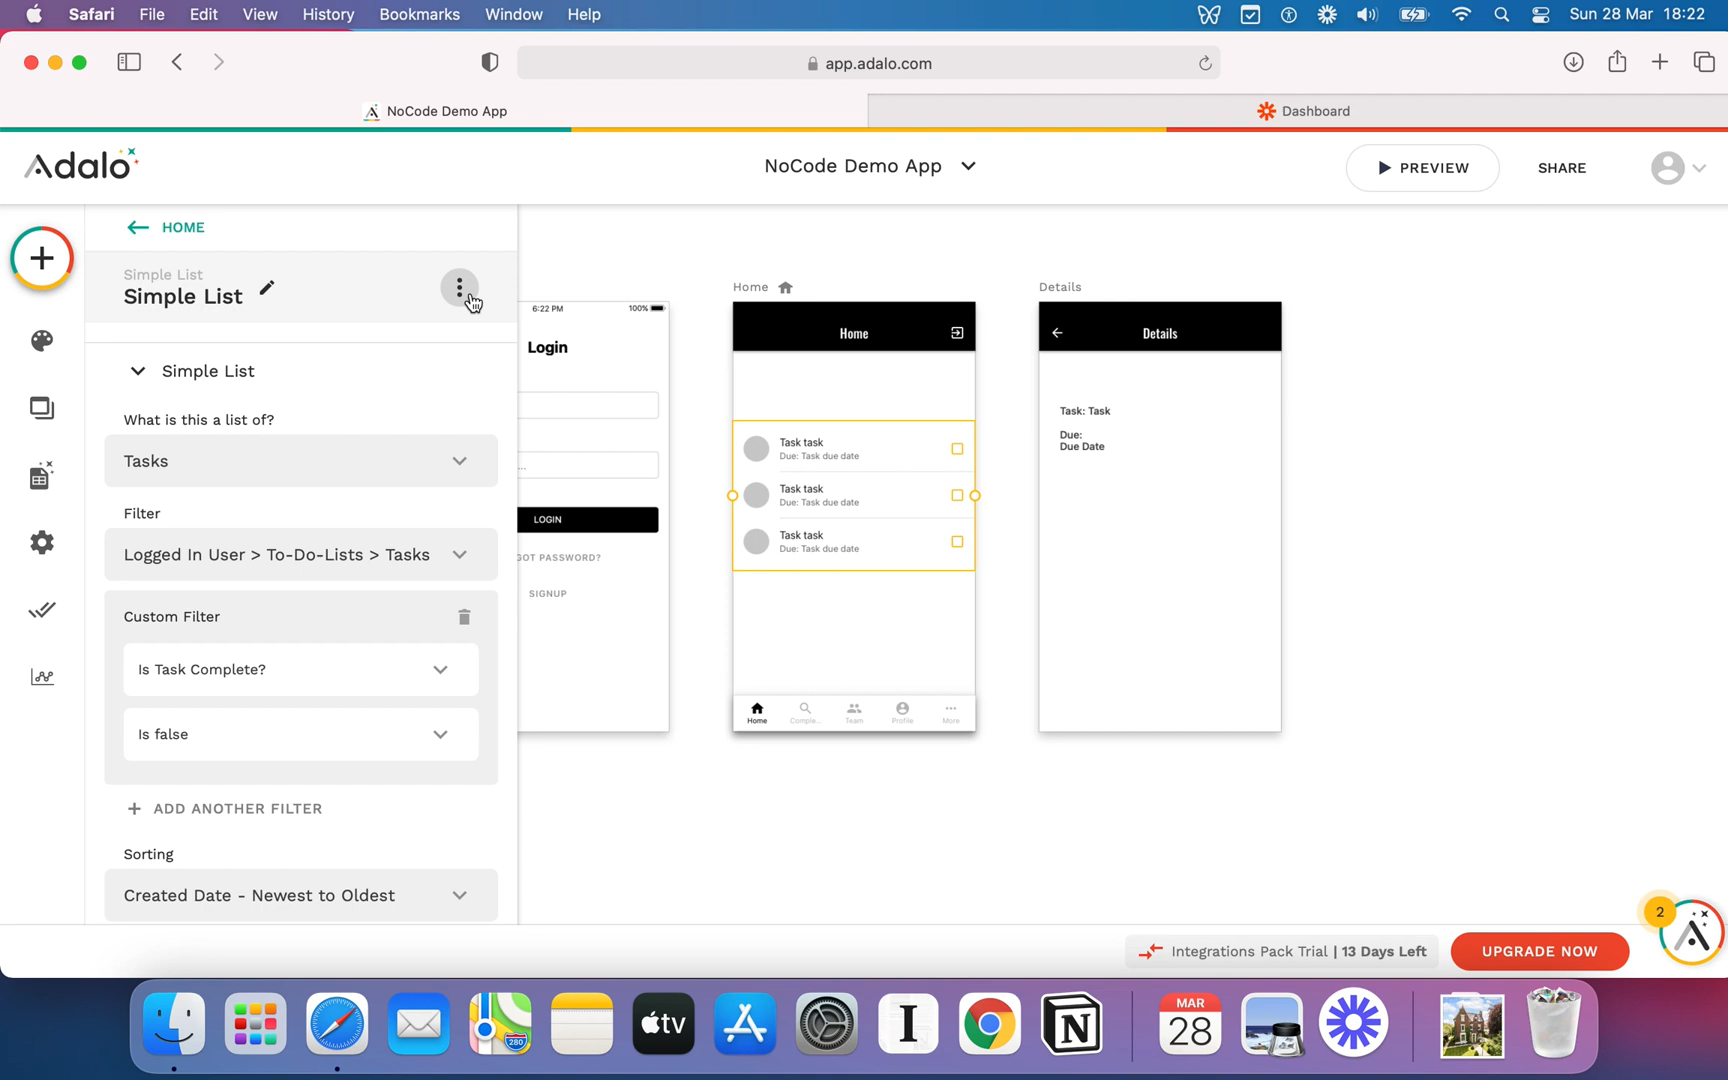 Safari File Edit View History Bookmarks Window Help Sun 28 Mar 18:22
app.adalo.com
NoCode Demo App
Dashboard
Adalo
NoCode Demo App
PREVIEW
SHARE
HOME
Simple List
Simple List
Simple List
What is this a list of?
Tasks
Filter
Logged In User > To-Do-Lists > Tasks
Custom Filter
Is Task Complete?
Is false
+ ADD ANOTHER FILTER
Sorting
Created Date - Newest to Oldest
6:22 PM 100%
Login
...
LOGIN
GOT PASSWORD?
SIGNUP
Home
Home
Task task
Due: Task due date
Task task
Due: Task due date
Task task
Due: Task due date
Home Comple... Team Profile More
Details
Details
Task: Task
Due:
Due Date
2
Integrations Pack Trial | 13 Days Left
UPGRADE NOW
280
tv
MAR
28